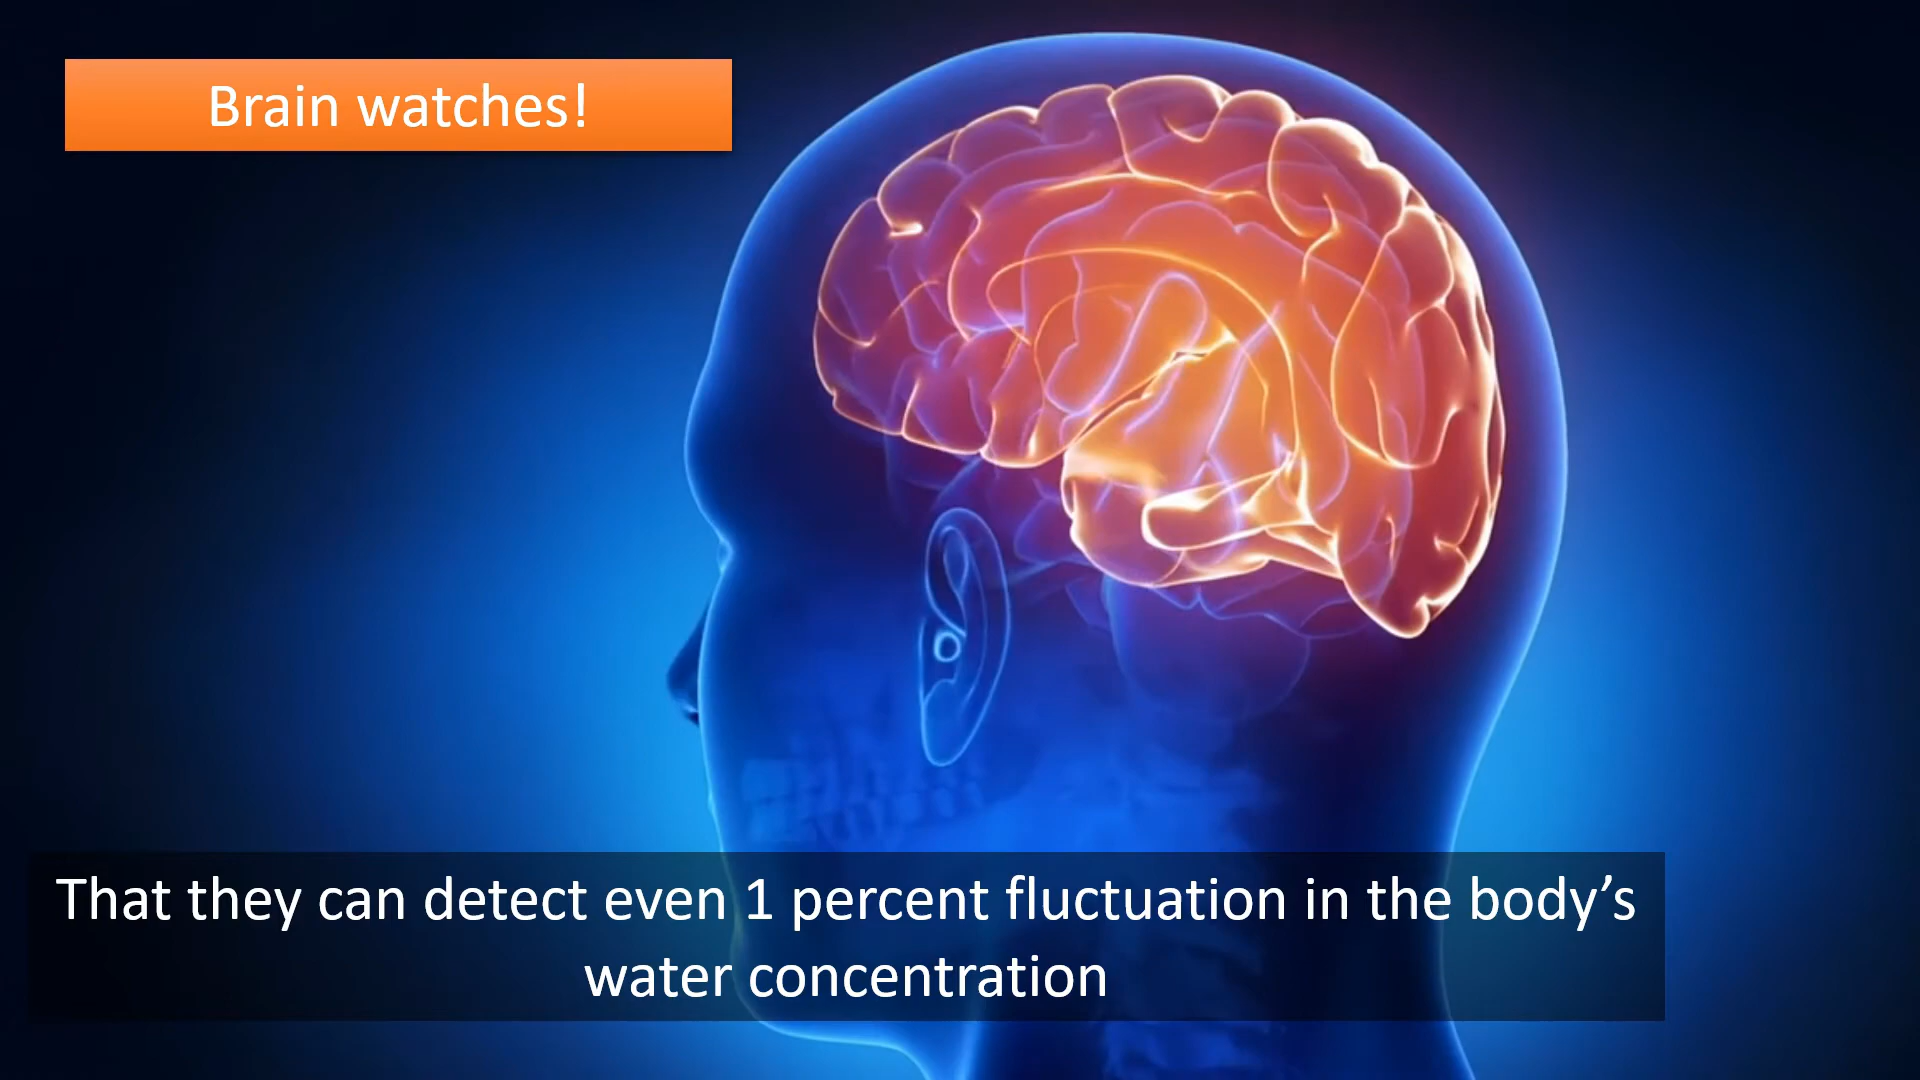 Brain watches!
That they can detect even 1 percent fluctuation in the body’s
water concentration